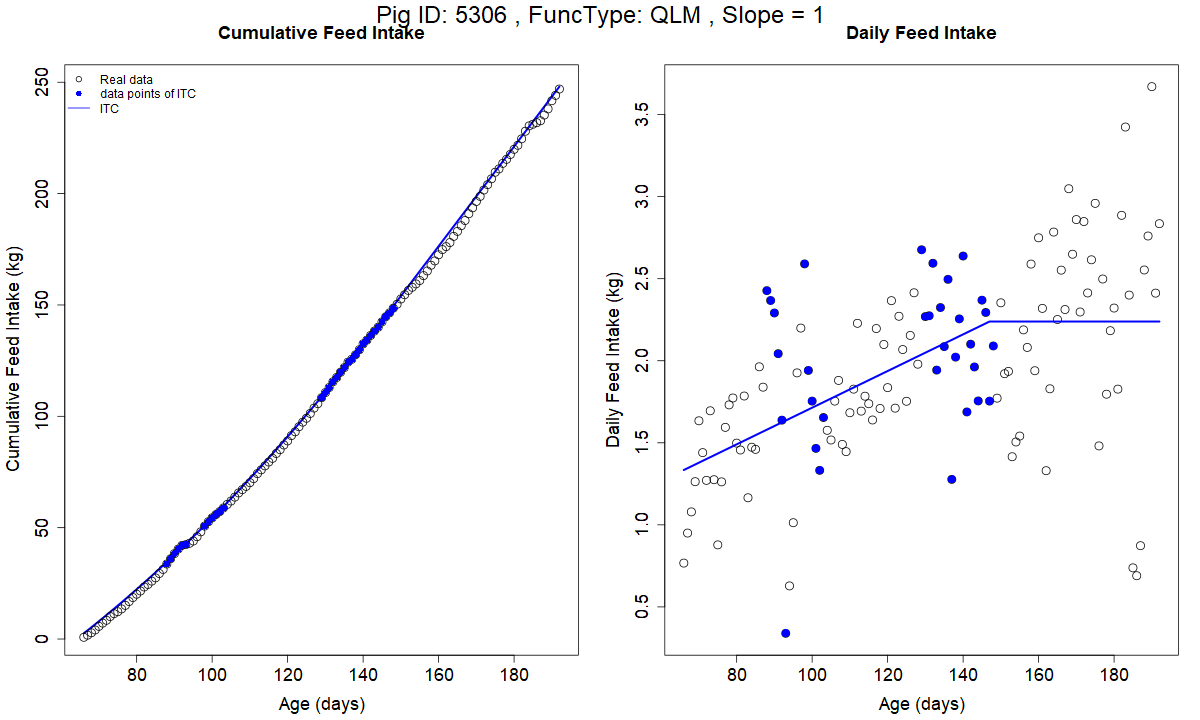 Pig ID: 5306 , FuncType: QLM , Slope = 1
Cumulative Feed Intake
Daily Feed Intake
Real data
data points of ITC
ITC
Cumulative Feed Intake (kg)
0
50
100
150
200
250
80
100
120
140
160
180
Age (days)
Daily Feed Intake (kg)
0.5
1.0
1.5
2.0
2.5
3.0
3.5
80
100
120
140
160
180
Age (days)